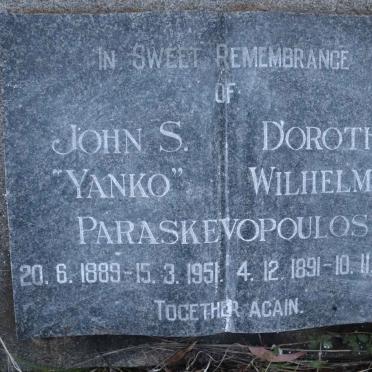 IN SWEET REMEMBRANCE
OF
JOHN S. DOROTH
"YANKO" WILHELM
PARASKEVOPOULOS
20. 6. 1889-15. 3. 1951. 4. 12. 1891-10. 11.
TOGETHER AGAIN.